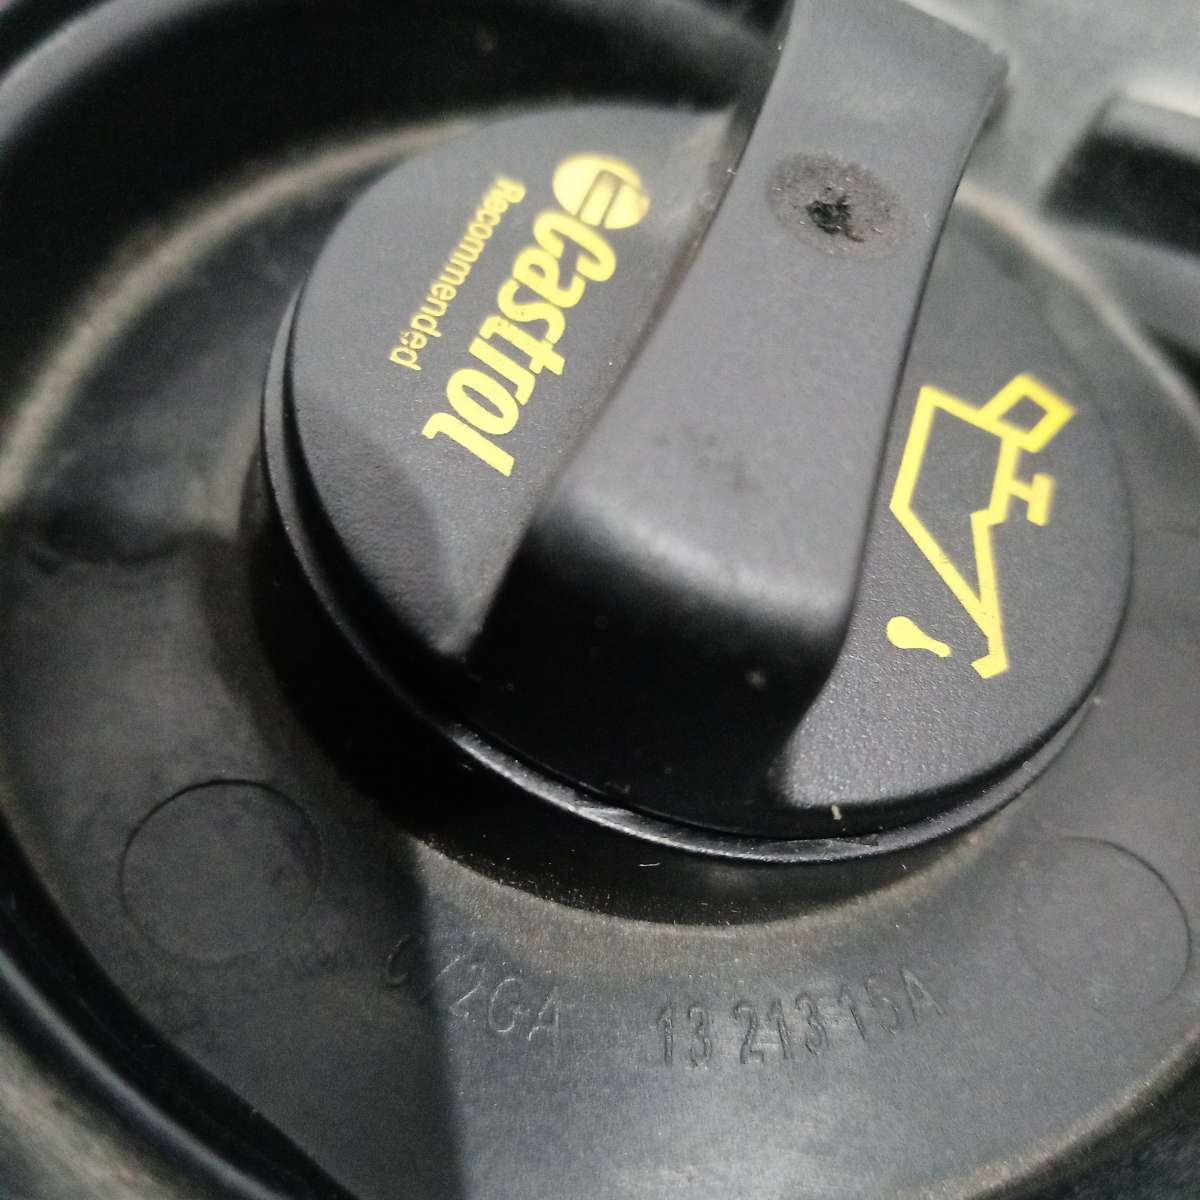 Castrol
Recommended
13 213 15A